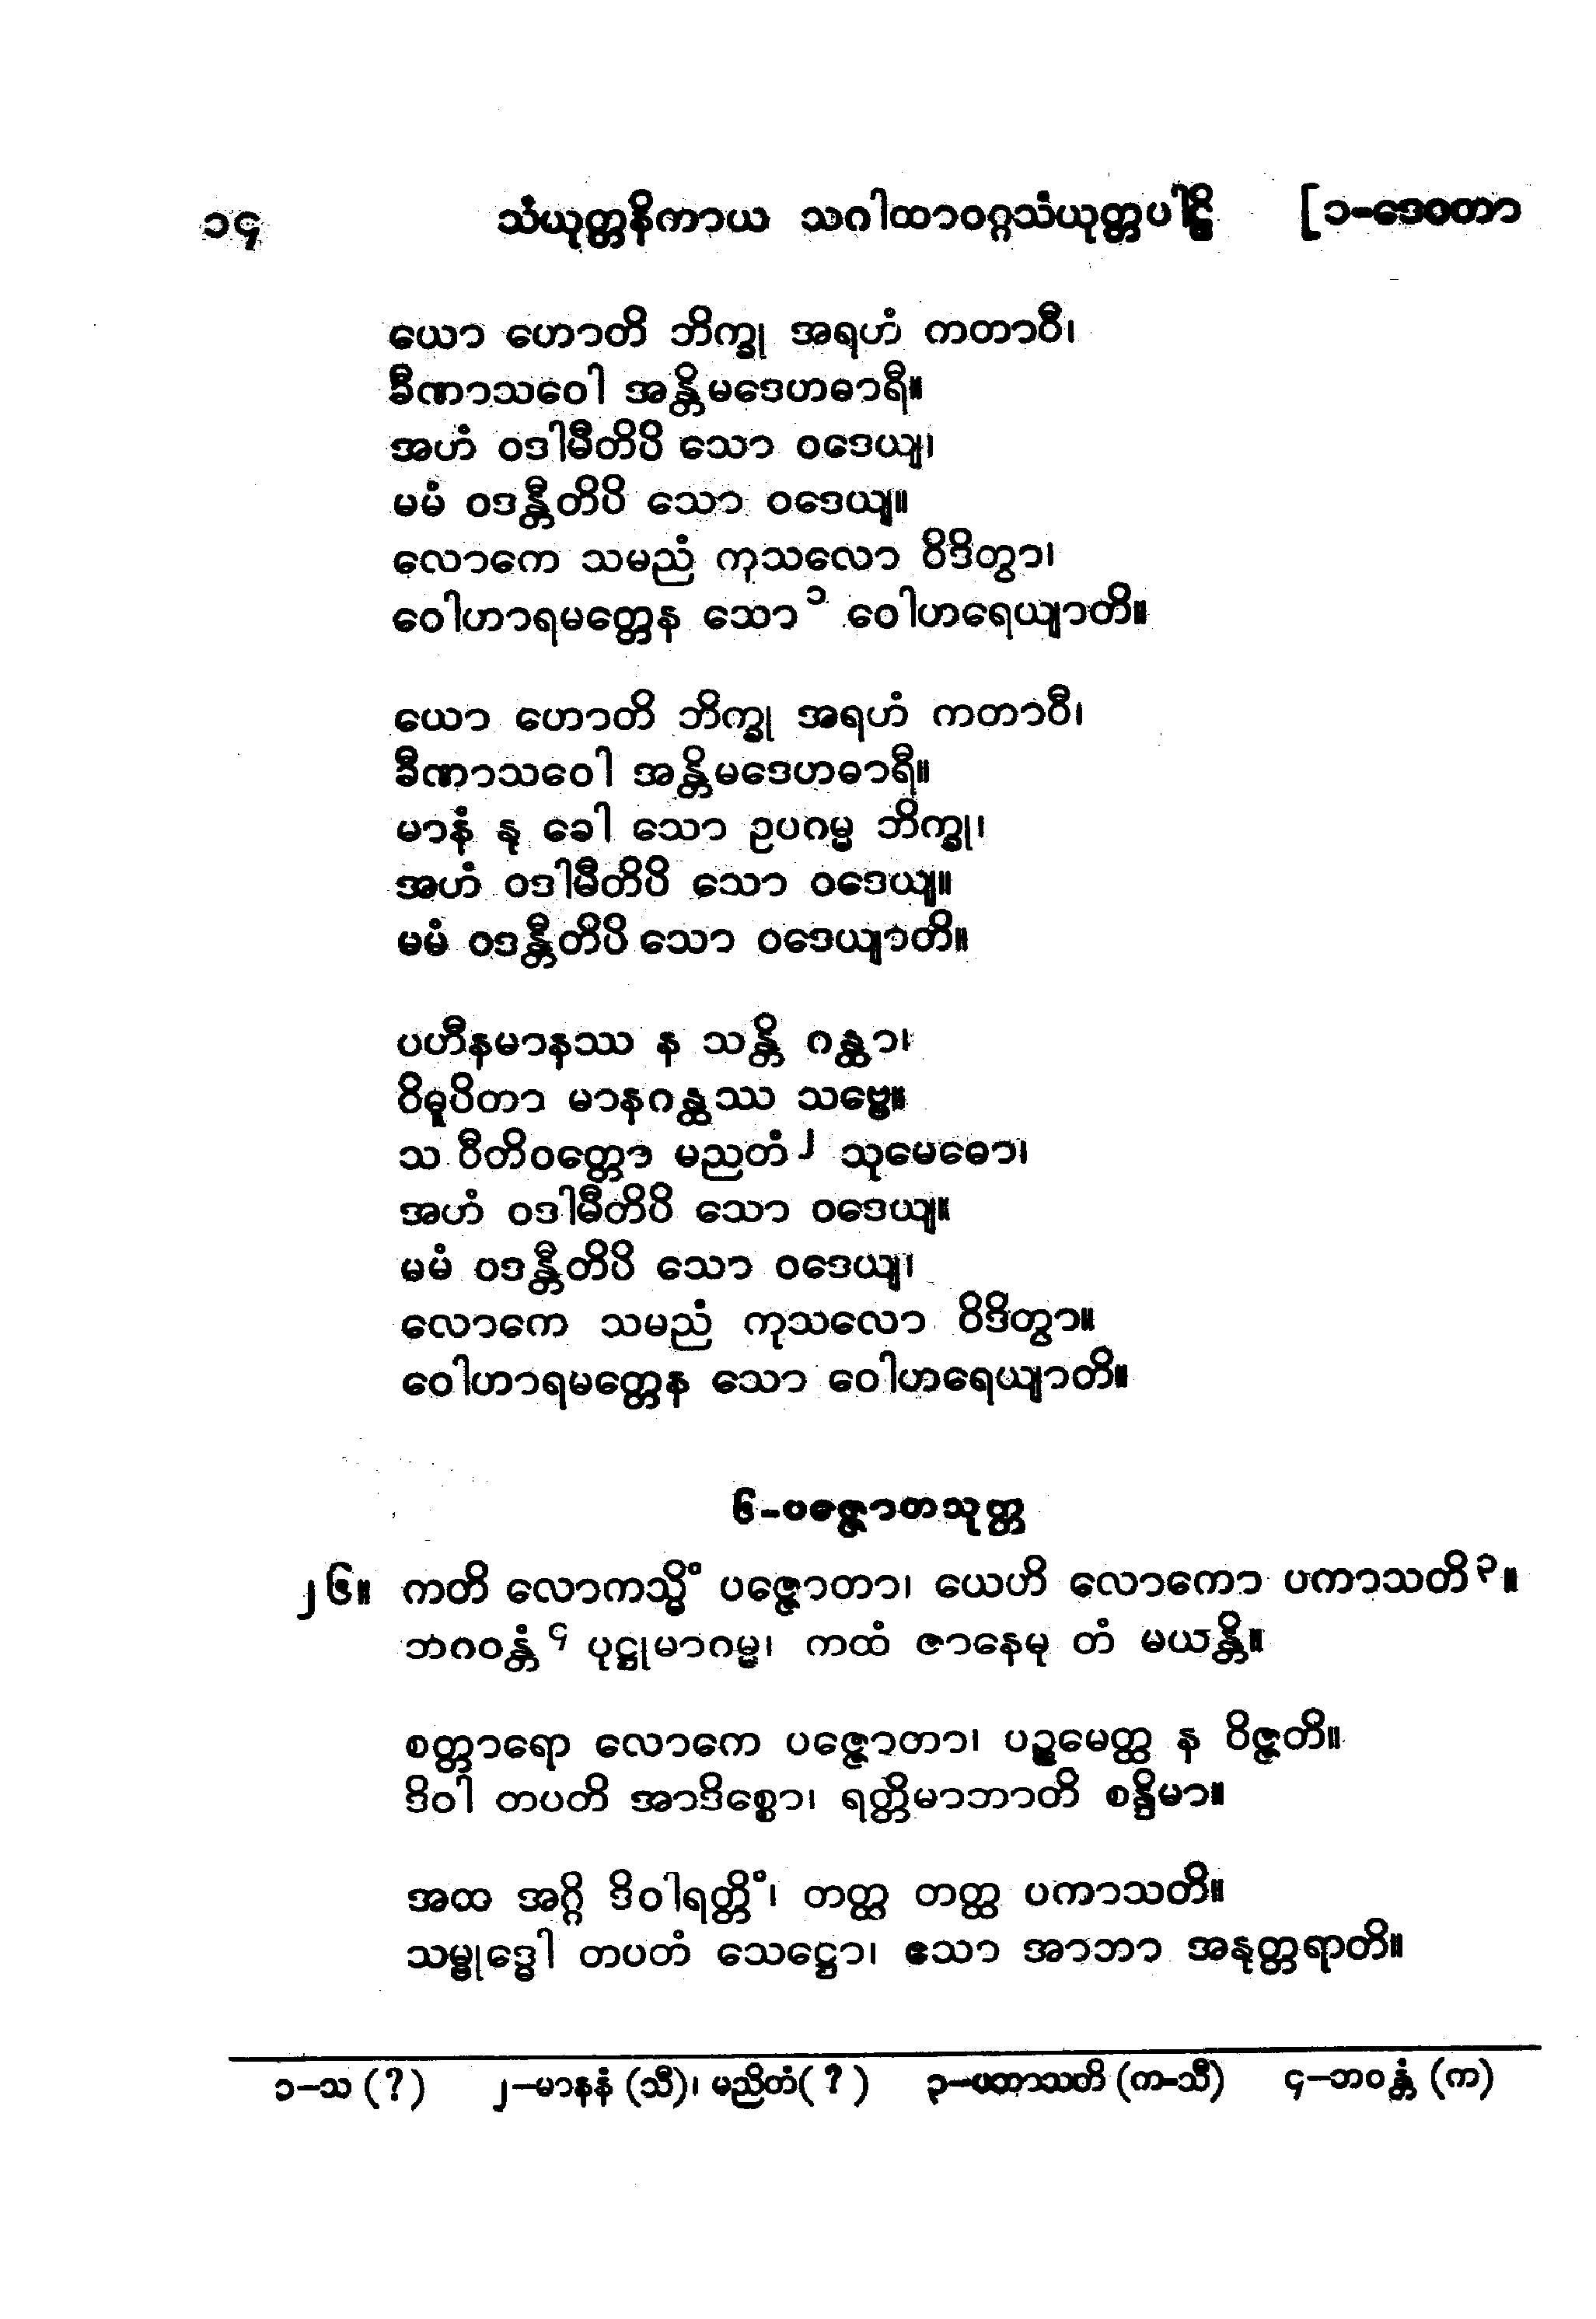 ၁၄ သံယုတ္တနိကာယ သဂါထာဝဂ္ဂသံယုတ္တပါဠိ [၁-ဒေဝတာ
ယော ဟောတိ ဘိက္ခု အရဟံ ကတာဝီ၊
ခီဏာသဝေါ အန္တိမဒေဟဓာရီ။
အဟံ ဝဒါမီတိပိ သော ဝဒေယျ၊
မမံ ဝဒန္တီတိပိ သော ဝဒေယျ။
လောကေ သမညံ ကုသလော ဝိဒိတွာ၊
ဝေါဟာရမတ္တေန သော၁ ဝေါဟရေယျာတိ။
ယော ဟောတိ ဘိက္ခု အရဟံ ကတာဝီ၊
ခီဏာသဝေါ အန္တိမဒေဟဓာရီ။
မာနံ နု ခေါ သော ဥပဂမ္မ ဘိက္ခု၊
အဟံ ဝဒါမီတိပိ သော ဝဒေယျ။
မမံ ဝဒန္တီတိပိ သော ဝဒေယျာတိ။
ပဟီနမာနဿ န သန္တိ ဂန္ထာ၊
ဝိဓူပိတာ မာနဂန္ထဿ သဗ္ဗေ။
သ ဝီတိဝတ္တော မညတံ၂ သုမေဓော၊
အဟံ ဝဒါမီတိပိ သော ဝဒေယျ။
မမံ ဝဒန္တီတိပိ သော ဝဒေယျ၊
လောကေ သမညံ ကုသလော ဝိဒိတွာ။
ဝေါဟာရမတ္တေန သော ဝေါဟရေယျာတိ။
၆-ပဇ္ဇောတသုတ္တ
၂၆။ ကတိ လောကသ္မိံ ပဇ္ဇောတာ၊ ယေဟိ လောကော ပကာသတိ၃။
ဘဂဝန္တံ၄ ပုဋ္ဌုမာဂမ္မ၊ ကထံ ဇာနေမု တံ မယန္တိ။
စတ္တာရော လောကေ ပဇ္ဇောတာ၊ ပဉ္စမေတ္ထ န ဝိဇ္ဇတိ။
ဒိဝါ တပတိ အာဒိစ္စော၊ ရတ္တိမာဘာတိ စန္ဒိမာ။
အထ အဂ္ဂိ ဒိဝါရတ္တိံ၊ တတ္ထ တတ္ထ ပကာသတိ။
သမ္ဗုဒ္ဓေါ တပတံ သေဋ္ဌော၊ ဧသာ အာဘာ အနုတ္တရာတိ။
၁-သ (?) ၂-မာနနံ (သီ)၊ မညိတံ(?) ၃-ပဘာသတိ (က-သီ) ၄-ဘဝန္တံ (က)